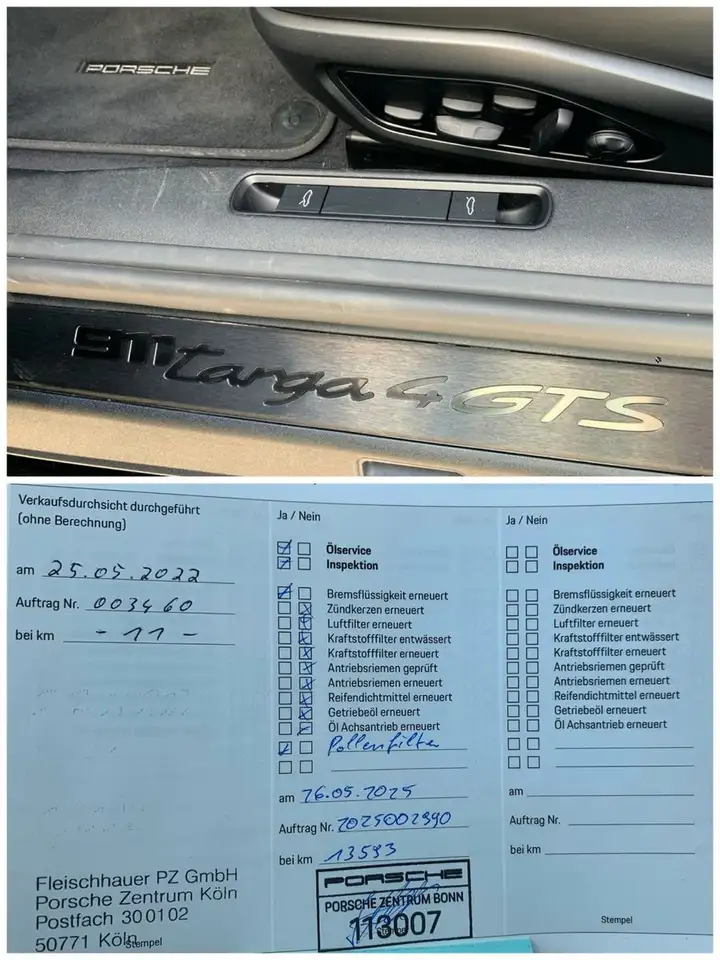 PORSCHE
911 targa 4 GTS
Verkaufsdurchsicht durchgeführt
(ohne Berechnung)
am 25.05.2022
Auftrag Nr. 003460
bei km - 11 -
Fleischhauer PZ GmbH
Porsche Zentrum Köln
Postfach 30 01 02
50771 Köln
Stempel
Ja / Nein
Ölservice
Inspektion
Bremsflüssigkeit erneuert
Zündkerzen erneuert
Luftfilter erneuert
Kraftstofffilter entwässert
Kraftstofffilter erneuert
Antriebsriemen geprüft
Antriebsriemen erneuert
Reifendichtmittel erneuert
Getriebeöl erneuert
Öl Achsantrieb erneuert
Pollenfilter
am 26.05.2025
Auftrag Nr. 2025002390
bei km 13593
PORSCHE
PORSCHE ZENTRUM BONN
113007
Ja / Nein
Ölservice
Inspektion
Bremsflüssigkeit erneuert
Zündkerzen erneuert
Luftfilter erneuert
Kraftstofffilter entwässert
Kraftstofffilter erneuert
Antriebsriemen geprüft
Antriebsriemen erneuert
Reifendichtmittel erneuert
Getriebeöl erneuert
Öl Achsantrieb erneuert
am
Auftrag Nr.
bei km
Stempel